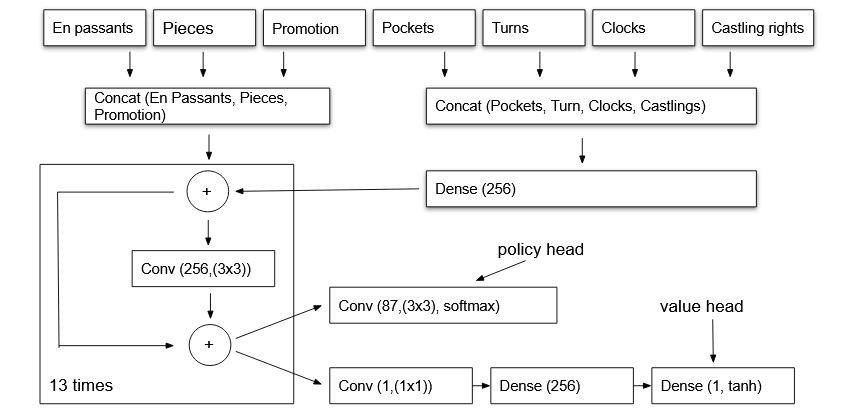 En passants
Pieces
Promotion
Pockets
Turns
Clocks
Castling rights
Concat (En Passants, Pieces,
Promotion)
Concat (Pockets, Turn, Clocks, Castlings)
+
Dense (256)
Conv (256,(3x3))
policy head
Conv (87,(3x3), softmax)
value head
+
13 times
Conv (1,(1x1))
Dense (256)
Dense (1, tanh)